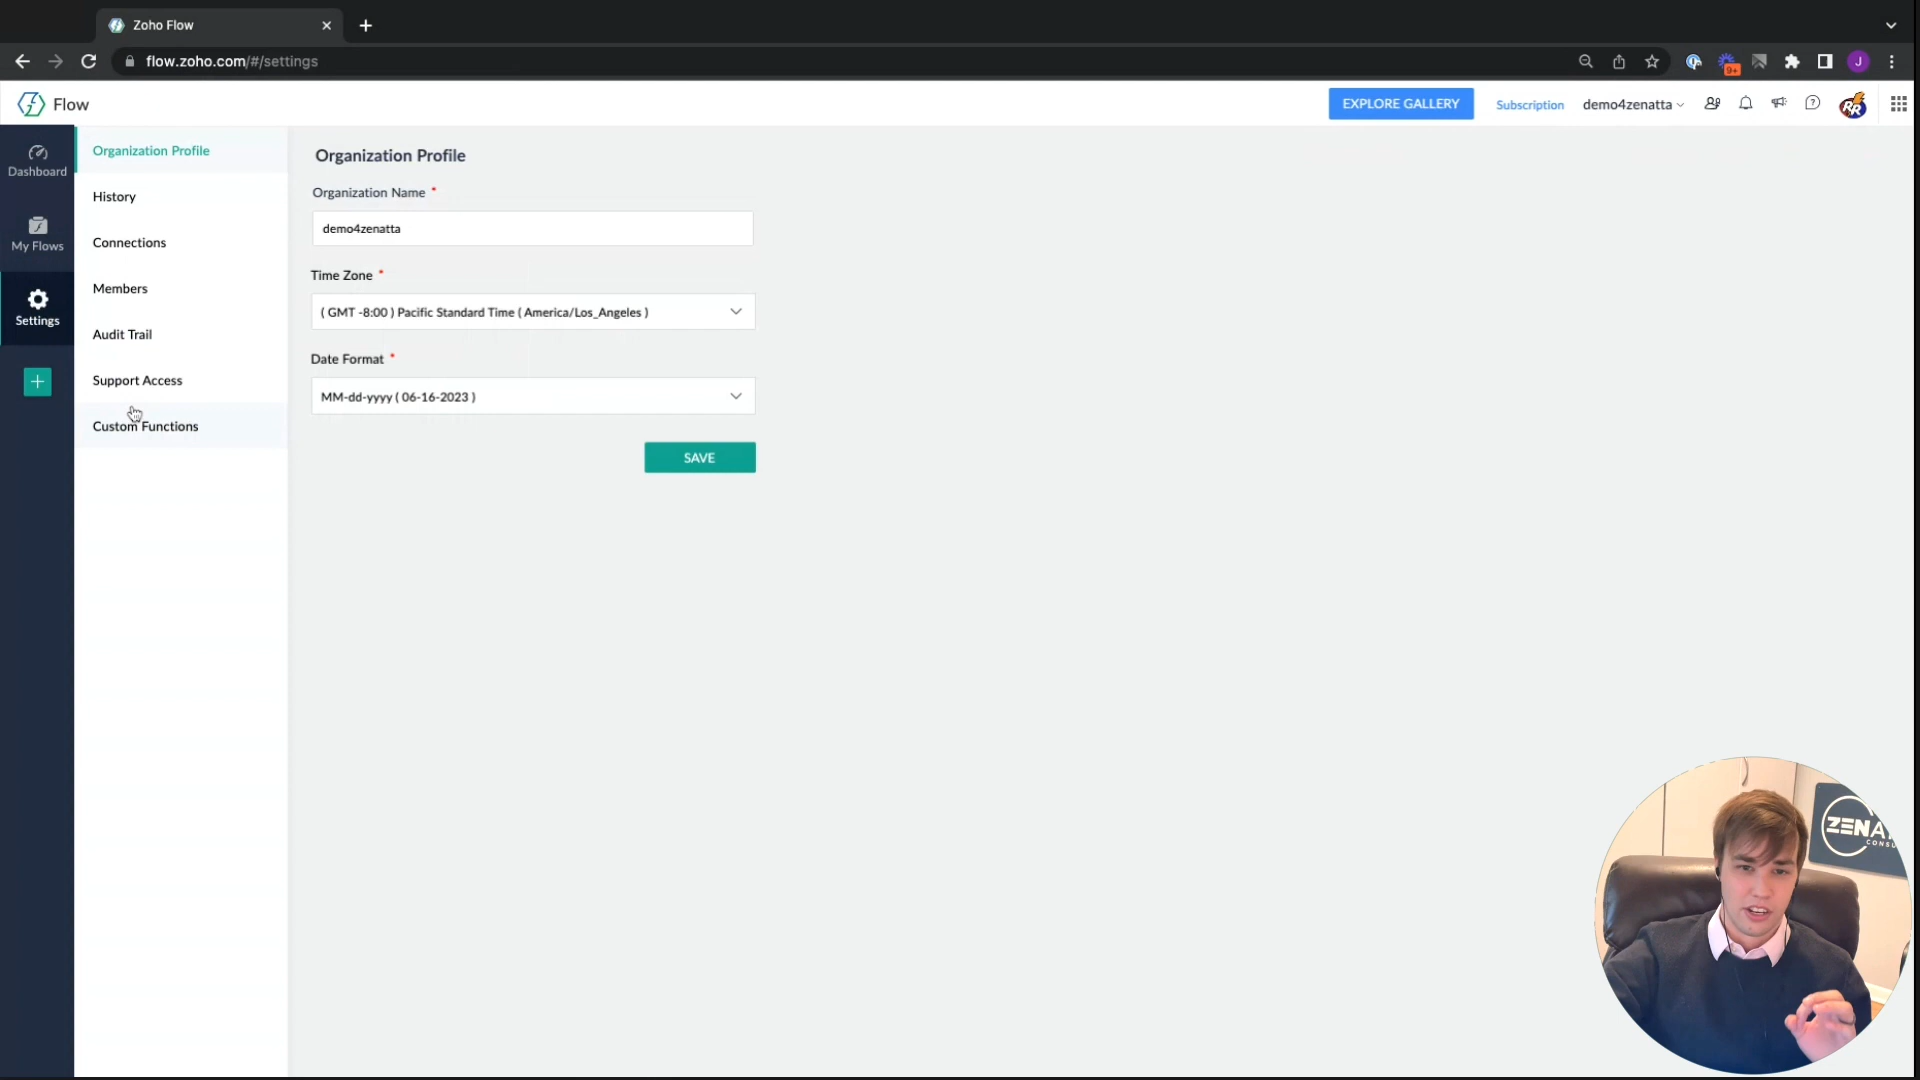 Zoho Flow
flow.zoho.com/#/settings
9+
J
Flow
EXPLORE GALLERY
Subscription
demo4zenatta
RR
Dashboard
My Flows
Settings
Organization Profile
History
Connections
Members
Audit Trail
Support Access
Custom Functions
Organization Profile
Organization Name *
demo4zenatta
Time Zone *
( GMT -8:00 ) Pacific Standard Time ( America/Los_Angeles )
Date Format *
MM-dd-yyyy ( 06-16-2023 )
SAVE